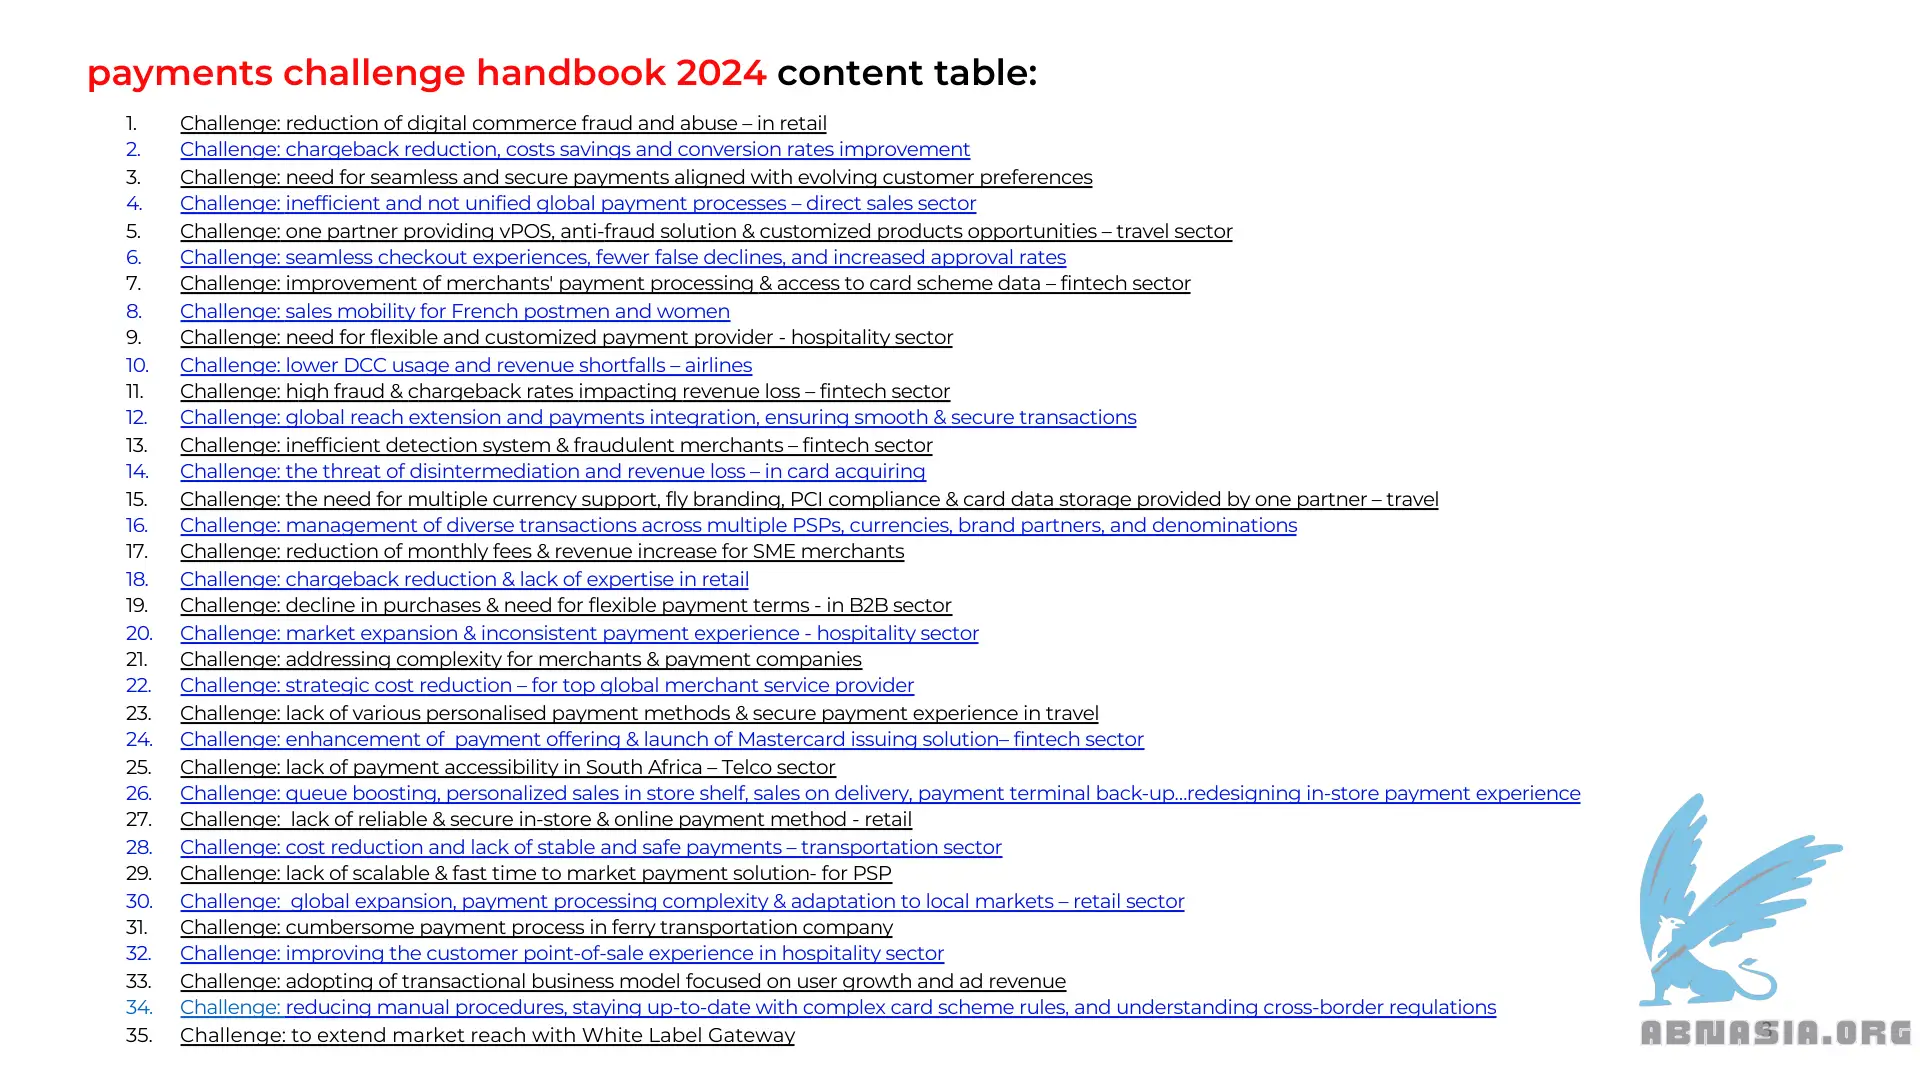 payments challenge handbook 2024 content table:
1. Challenge: reduction of digital commerce fraud and abuse – in retail
2. Challenge: chargeback reduction, costs savings and conversion rates improvement
3. Challenge: need for seamless and secure payments aligned with evolving customer preferences
4. Challenge: inefficient and not unified global payment processes – direct sales sector
5. Challenge: one partner providing vPOS, anti-fraud solution & customized products opportunities – travel sector
6. Challenge: seamless checkout experiences, fewer false declines, and increased approval rates
7. Challenge: improvement of merchants' payment processing & access to card scheme data – fintech sector
8. Challenge: sales mobility for French postmen and women
9. Challenge: need for flexible and customized payment provider - hospitality sector
10. Challenge: lower DCC usage and revenue shortfalls – airlines
11. Challenge: high fraud & chargeback rates impacting revenue loss – fintech sector
12. Challenge: global reach extension and payments integration, ensuring smooth & secure transactions
13. Challenge: inefficient detection system & fraudulent merchants – fintech sector
14. Challenge: the threat of disintermediation and revenue loss – in card acquiring
15. Challenge: the need for multiple currency support, fly branding, PCI compliance & card data storage provided by one partner – travel
16. Challenge: management of diverse transactions across multiple PSPs, currencies, brand partners, and denominations
17. Challenge: reduction of monthly fees & revenue increase for SME merchants
18. Challenge: chargeback reduction & lack of expertise in retail
19. Challenge: decline in purchases & need for flexible payment terms - in B2B sector
20. Challenge: market expansion & inconsistent payment experience - hospitality sector
21. Challenge: addressing complexity for merchants & payment companies
22. Challenge: strategic cost reduction – for top global merchant service provider
23. Challenge: lack of various personalised payment methods & secure payment experience in travel
24. Challenge: enhancement of  payment offering & launch of Mastercard issuing solution– fintech sector
25. Challenge: lack of payment accessibility in South Africa – Telco sector
26. Challenge: queue boosting, personalized sales in store shelf, sales on delivery, payment terminal back-up...redesigning in-store payment experience
27. Challenge:  lack of reliable & secure in-store & online payment method - retail
28. Challenge: cost reduction and lack of stable and safe payments – transportation sector
29. Challenge: lack of scalable & fast time to market payment solution- for PSP
30. Challenge:  global expansion, payment processing complexity & adaptation to local markets – retail sector
31. Challenge: cumbersome payment process in ferry transportation company
32. Challenge: improving the customer point-of-sale experience in hospitality sector
33. Challenge: adopting of transactional business model focused on user growth and ad revenue
34. Challenge: reducing manual procedures, staying up-to-date with complex card scheme rules, and understanding cross-border regulations
35. Challenge: to extend market reach with White Label Gateway
ABNASIA.ORG